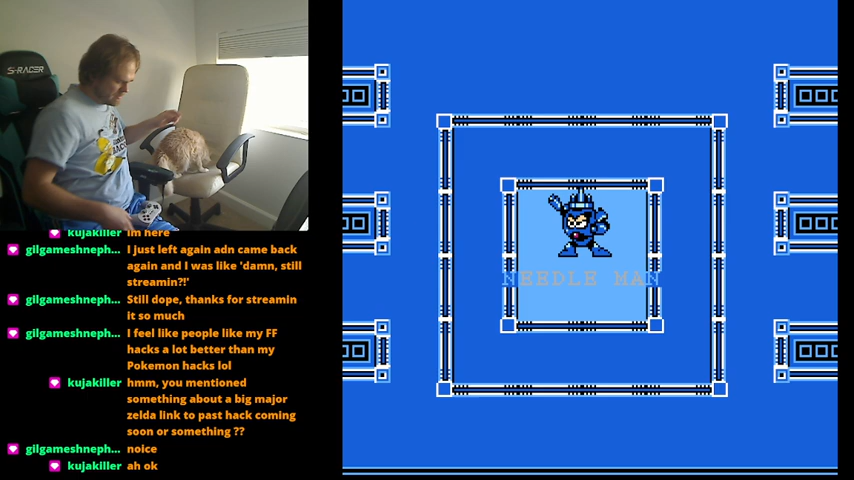 S-RACER
kujakiller im here
gilgameshneph... I just left again adn came back
again and I was like 'damn, still
streamin?!'
gilgameshneph... Still dope, thanks for streamin
it so much
gilgameshneph... I feel like people like my FF
hacks a lot better than my
Pokemon hacks lol
kujakiller hmm, you mentioned
something about a big major
zelda link to past hack coming
soon or something ??
gilgameshneph... noice
kujakiller ah ok
NEEDLE MAN